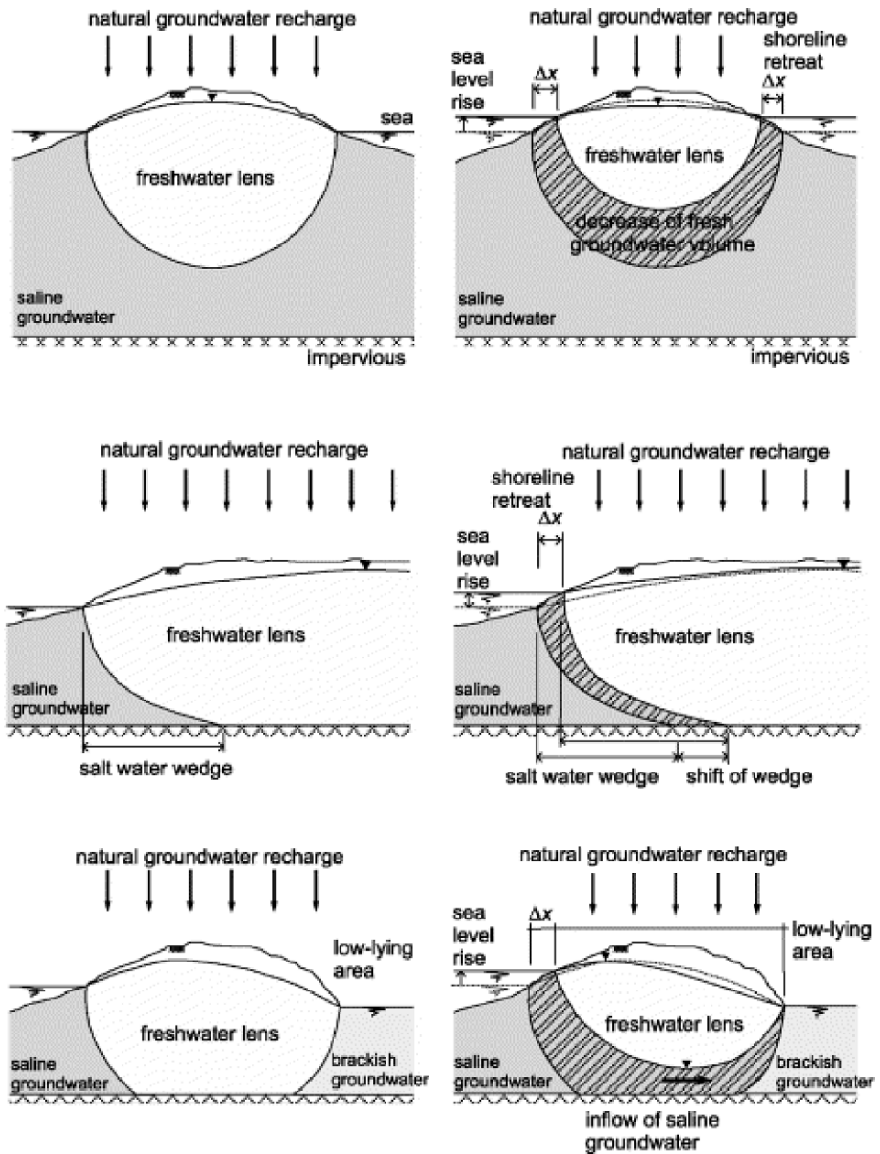 natural groundwater recharge
sea
freshwater lens
saline
groundwater
impervious
natural groundwater recharge
sea
level
rise
Δx
shoreline
retreat
Δx
freshwater lens
decrease of fresh
groundwater volume
saline
groundwater
impervious
natural groundwater recharge
freshwater lens
saline
groundwater
salt water wedge
natural groundwater recharge
shoreline
retreat
Δx
sea
level
rise
freshwater lens
saline
groundwater
salt water wedge
shift of wedge
natural groundwater recharge
low-lying
area
freshwater lens
saline
groundwater
brackish
groundwater
natural groundwater recharge
sea
level
rise
Δx
low-lying
area
freshwater lens
saline
groundwater
brackish
groundwater
inflow of saline
groundwater